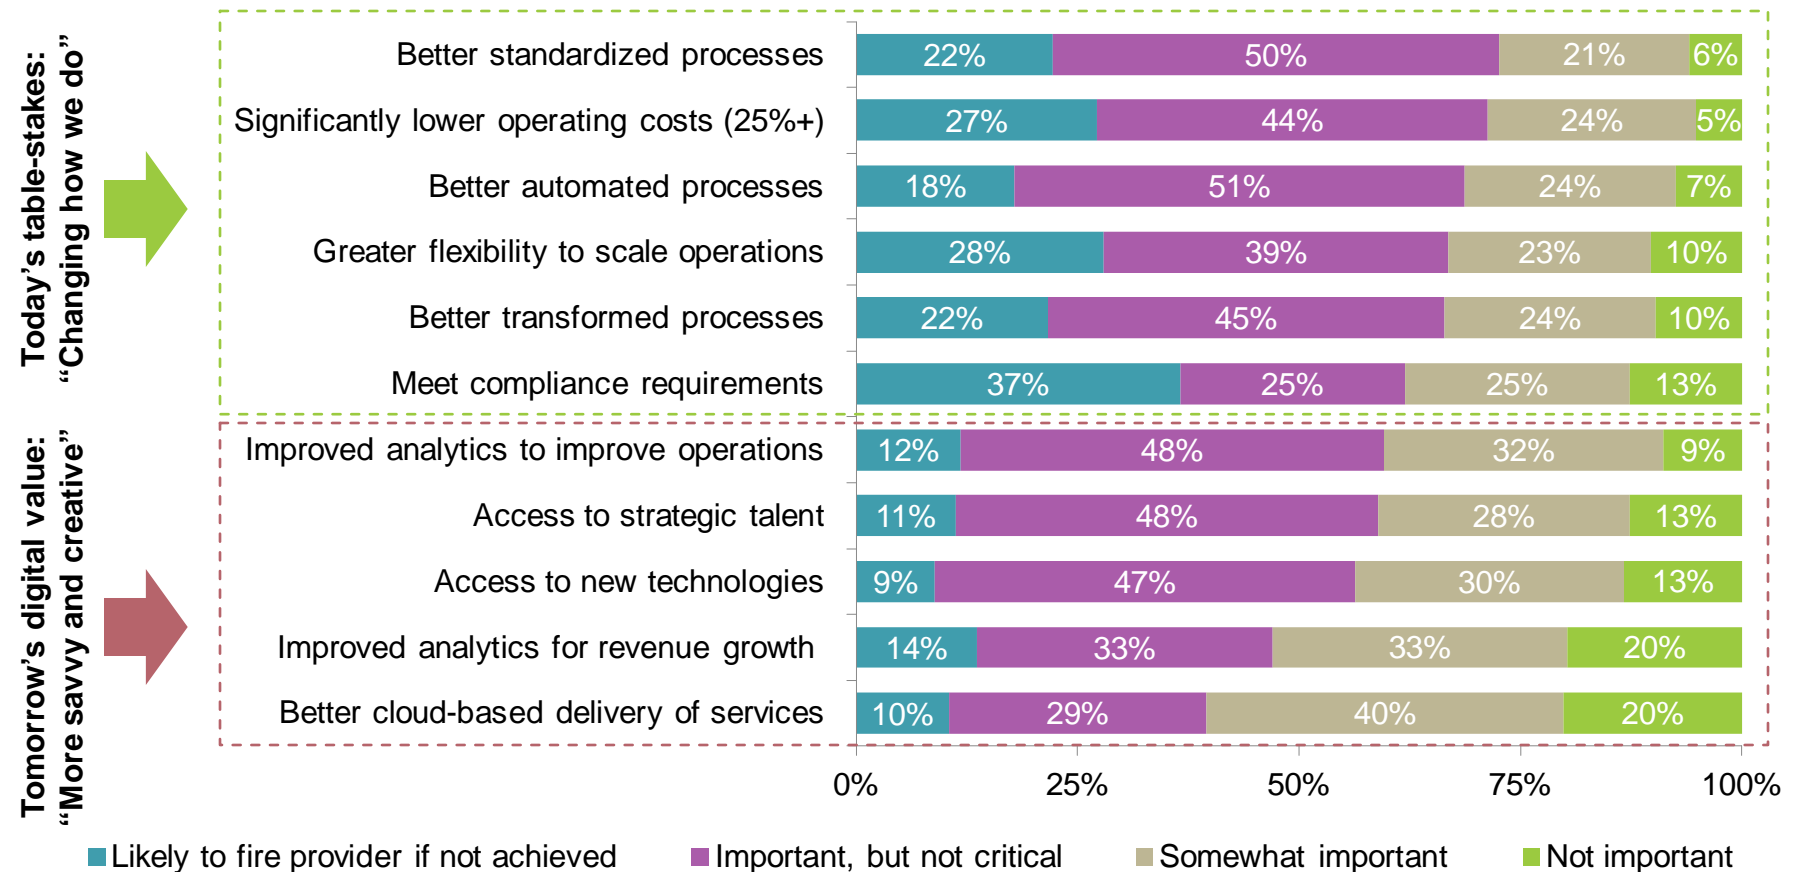 Today's table-stakes:
“Changing how we do”
Better standardized processes 22% 50% 21% 6%
Significantly lower operating costs (25%+) 27% 44% 24% 5%
Better automated processes 18% 51% 24% 7%
Greater flexibility to scale operations 28% 39% 23% 10%
Better transformed processes 22% 45% 24% 10%
Meet compliance requirements 37% 25% 25% 13%
Tomorrow's digital value:
“More savvy and creative”
Improved analytics to improve operations 12% 48% 32% 9%
Access to strategic talent 11% 48% 28% 13%
Access to new technologies 9% 47% 30% 13%
Improved analytics for revenue growth 14% 33% 33% 20%
Better cloud-based delivery of services 10% 29% 40% 20%
0% 25% 50% 75% 100%
Likely to fire provider if not achieved Important, but not critical Somewhat important Not important